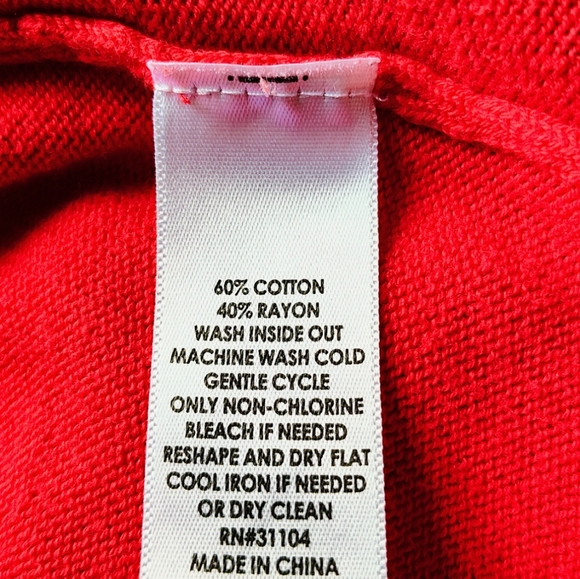 60% COTTON
40% RAYON
WASH INSIDE OUT
MACHINE WASH COLD
GENTLE CYCLE
ONLY NON-CHLORINE
BLEACH IF NEEDED
RESHAPE AND DRY FLAT
COOL IRON IF NEEDED
OR DRY CLEAN
RN#31104
MADE IN CHINA